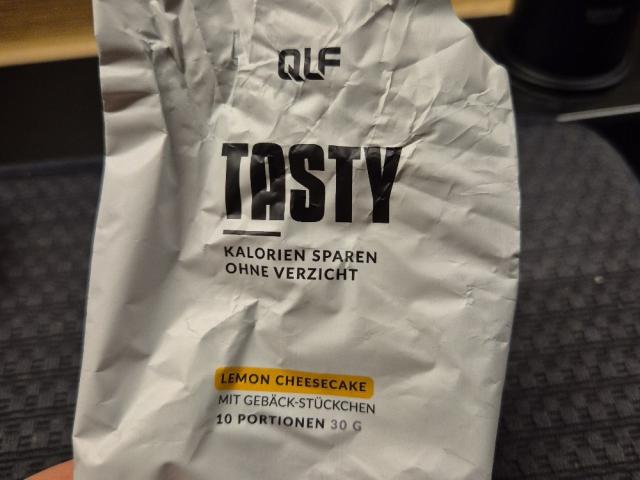 QLF
TASTY
KALORIEN SPAREN
OHNE VERZICHT
LEMON CHEESECAKE
MIT GEBÄCK-STÜCKCHEN
10 PORTIONEN 30 G